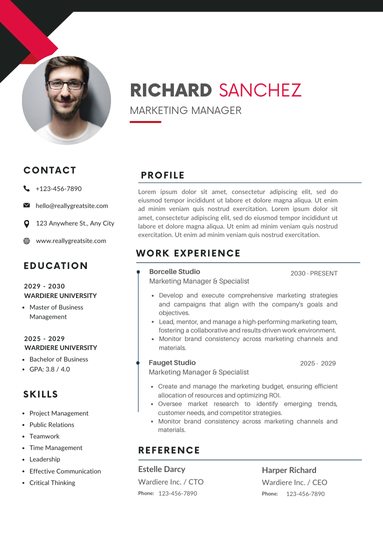 RICHARD SANCHEZ
MARKETING MANAGER
CONTACT
+123-456-7890
hello@reallygreatsite.com
123 Anywhere St., Any City
www.reallygreatsite.com
EDUCATION
2029 - 2030
WARDIERE UNIVERSITY
• Master of Business
Management
2025 - 2029
WARDIERE UNIVERSITY
• Bachelor of Business
• GPA: 3.8 / 4.0
SKILLS
• Project Management
• Public Relations
• Teamwork
• Time Management
• Leadership
• Effective Communication
• Critical Thinking
PROFILE
Lorem ipsum dolor sit amet, consectetur adipiscing elit, sed do
eiusmod tempor incididunt ut labore et dolore magna aliqua. Ut enim
ad minim veniam quis nostrud exercitation. Lorem ipsum dolor sit
amet, consectetur adipiscing elit, sed do eiusmod tempor incididunt ut
labore et dolore magna aliqua. Ut enim ad minim veniam quis nostrud
exercitation. Ut enim ad minim veniam quis nostrud exercitation.
WORK EXPERIENCE
Borcelle Studio 2030 - PRESENT
Marketing Manager & Specialist
• Develop and execute comprehensive marketing strategies
and campaigns that align with the company's goals and
objectives.
• Lead, mentor, and manage a high-performing marketing team,
fostering a collaborative and results-driven work environment.
• Monitor brand consistency across marketing channels and
materials.
Fauget Studio 2025 - 2029
Marketing Manager & Specialist
• Create and manage the marketing budget, ensuring efficient
allocation of resources and optimizing ROI.
• Oversee market research to identify emerging trends,
customer needs, and competitor strategies.
• Monitor brand consistency across marketing channels and
materials.
REFERENCE
Estelle Darcy
Wardiere Inc. / CTO
Phone: 123-456-7890
Harper Richard
Wardiere Inc. / CEO
Phone: 123-456-7890